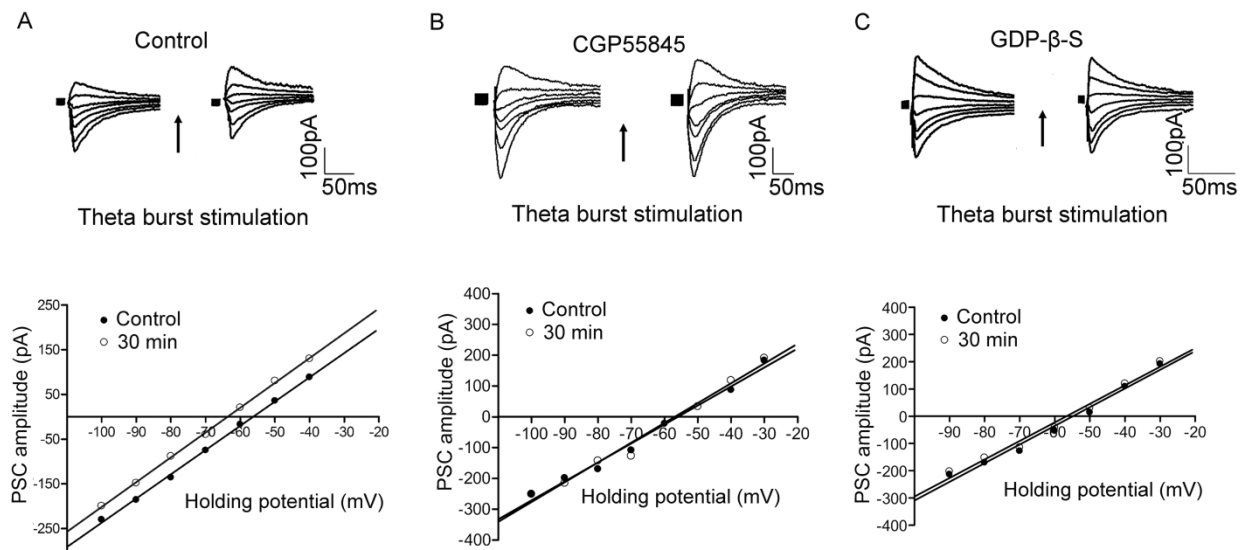 A
Control
100pA
50ms
Theta burst stimulation
B
CGP55845
100pA
50ms
Theta burst stimulation
C
GDP-β-S
100pA
50ms
Theta burst stimulation
PSC amplitude (pA)
250
150
50
-50
-150
-250
Control
30 min
-100 -90 -80 -70 -60 -50 -40 -30 -20
Holding potential (mV)
PSC amplitude (pA)
400
300
200
100
0
-100
-200
-300
-400
Control
30 min
-100 -90 -80 -70 -60 -50 -40 -30 -20
Holding potential (mV)
PSC amplitude (pA)
400
300
200
100
0
-100
-200
-300
-400
Control
30 min
-90 -80 -70 -60 -50 -40 -30 -20
Holding potential (mV)